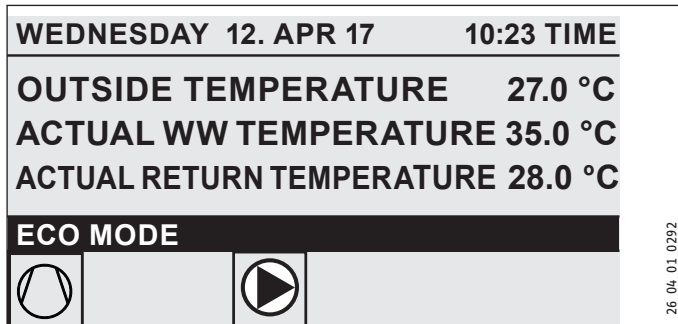 WEDNESDAY 12. APR 17 10:23 TIME
OUTSIDE TEMPERATURE 27.0 °C
ACTUAL WW TEMPERATURE 35.0 °C
ACTUAL RETURN TEMPERATURE 28.0 °C
ECO MODE
26 04 01 0292